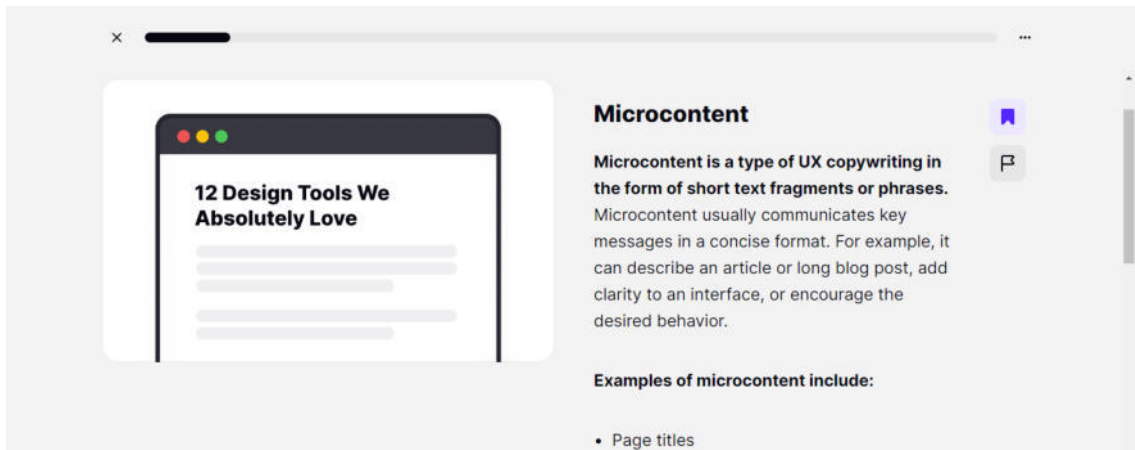 12 Design Tools We
Absolutely Love
Microcontent
Microcontent is a type of UX copywriting in
the form of short text fragments or phrases.
Microcontent usually communicates key
messages in a concise format. For example, it
can describe an article or long blog post, add
clarity to an interface, or encourage the
desired behavior.
Examples of microcontent include:
• Page titles